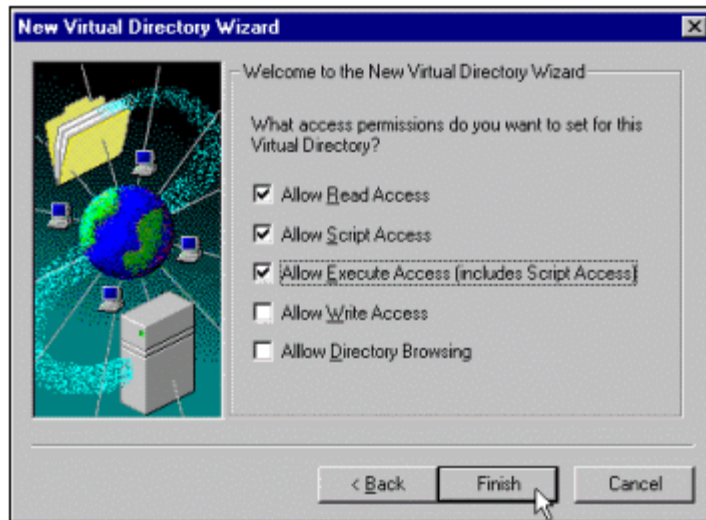 New Virtual Directory Wizard
Welcome to the New Virtual Directory Wizard
What access permissions do you want to set for this
Virtual Directory?
Allow Read Access
Allow Script Access
Allow Execute Access (includes Script Access)
Allow Write Access
Alllow Directory Browsing
< Back
Finish
Cancel